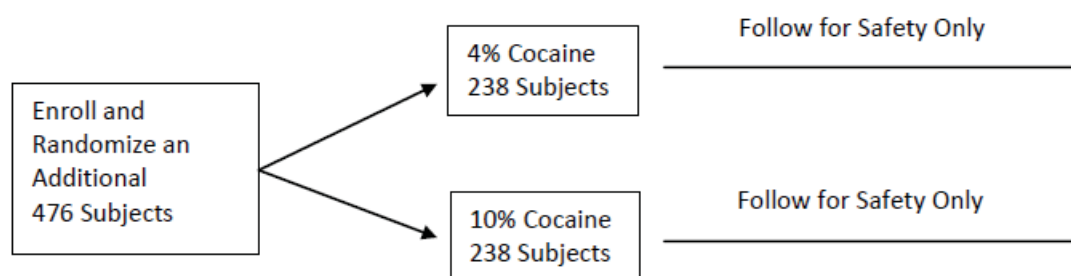 Enroll and
Randomize an
Additional
476 Subjects
4% Cocaine
238 Subjects
Follow for Safety Only
10% Cocaine
238 Subjects
Follow for Safety Only